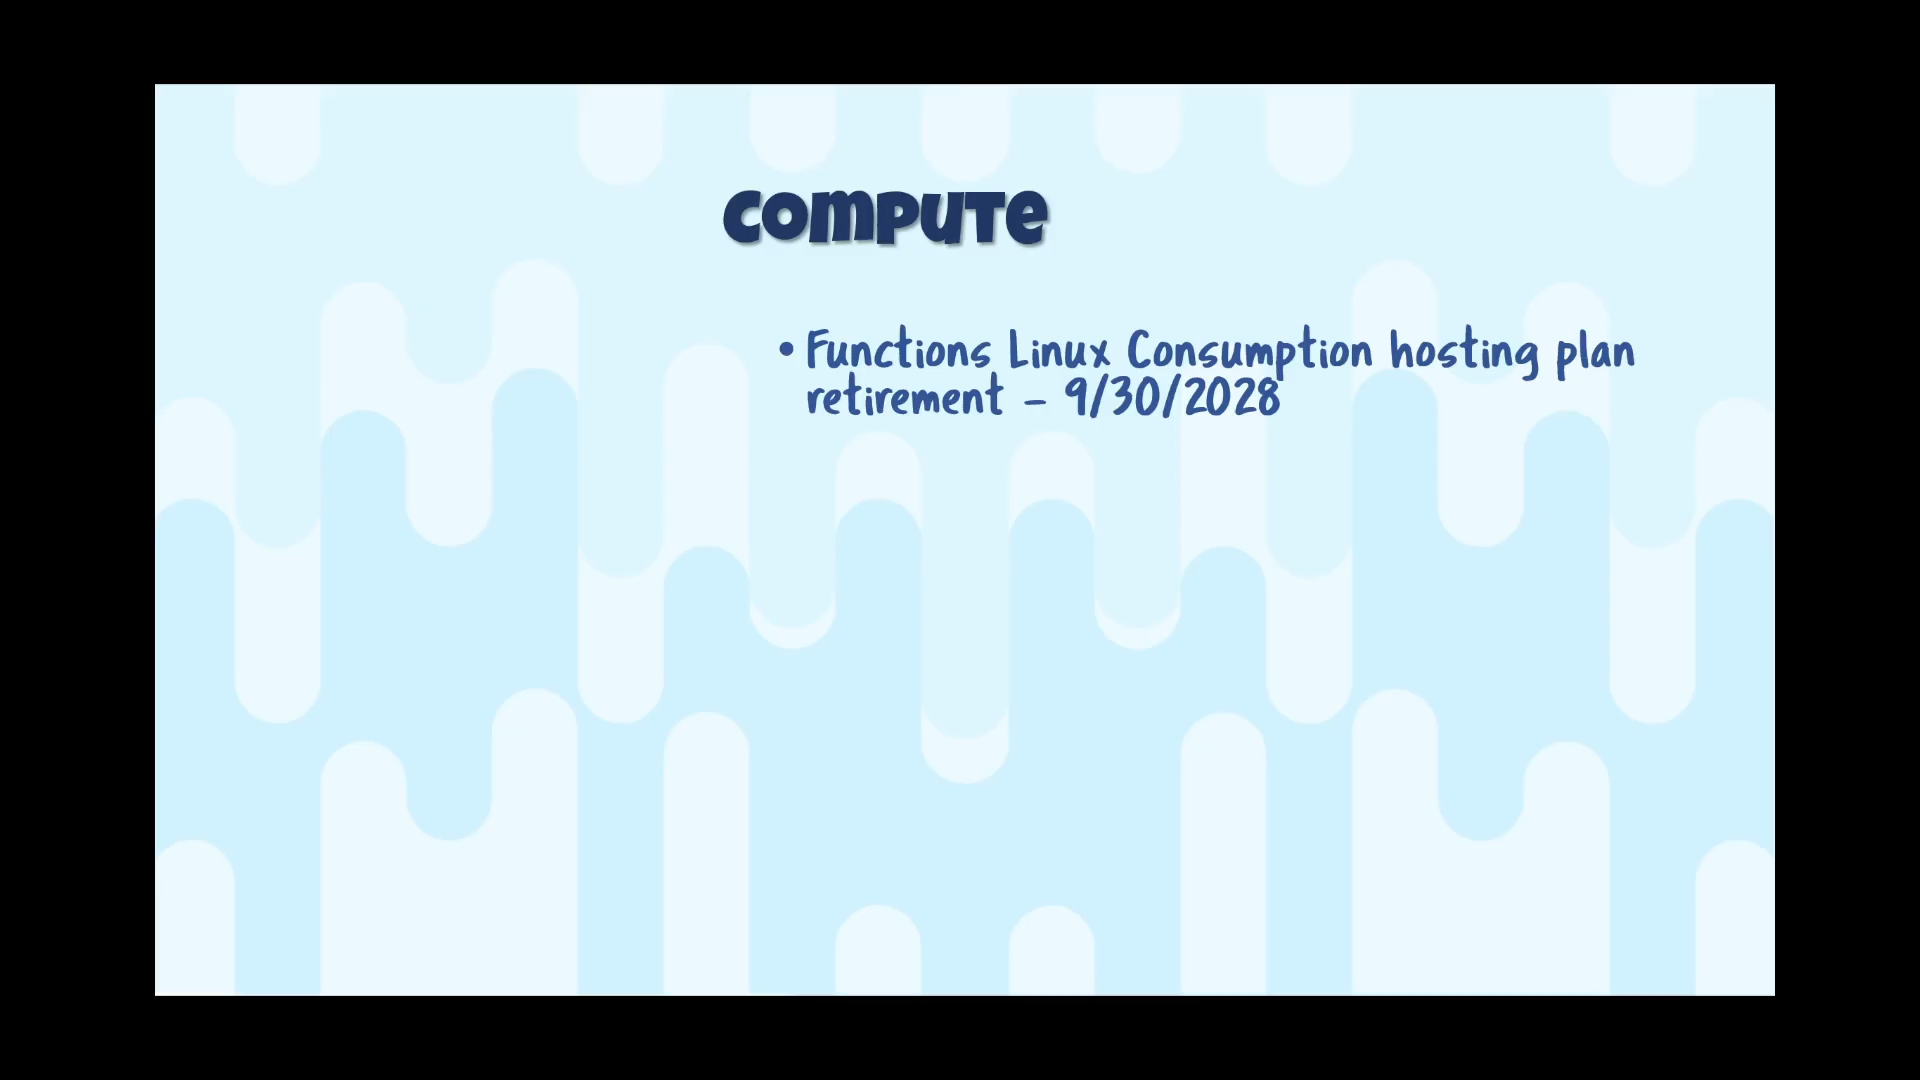 Compute
• Functions Linux Consumption hosting plan
retirement – 9/30/2028